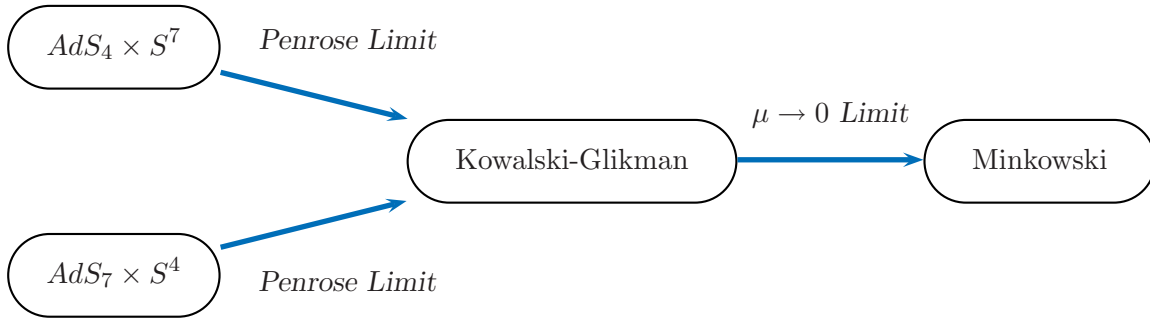 AdS₄ × S⁷
Penrose Limit
μ → 0 Limit
Kowalski-Glikman
Minkowski
AdS₇ × S⁴
Penrose Limit